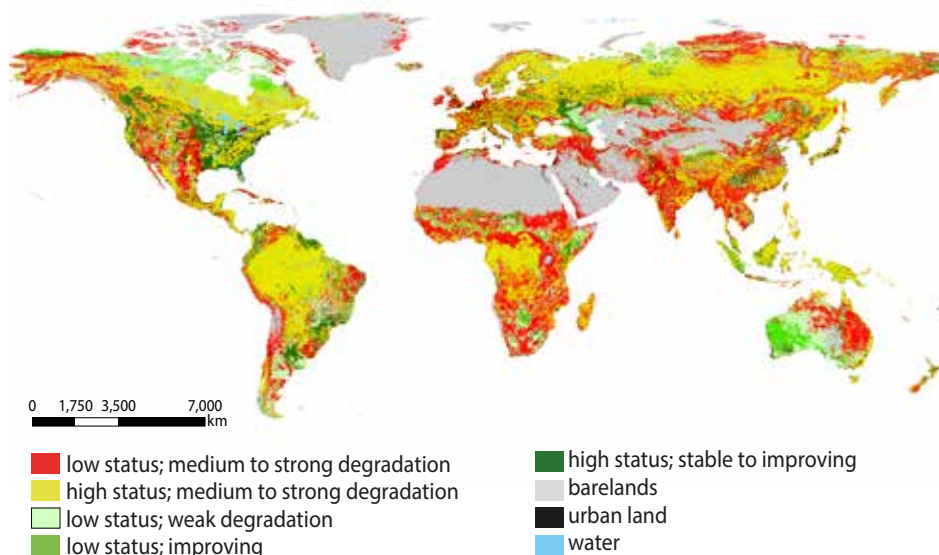 0 1,750 3,500 7,000
km
low status; medium to strong degradation
high status; medium to strong degradation
low status; weak degradation
low status; improving
high status; stable to improving
barelands
urban land
water